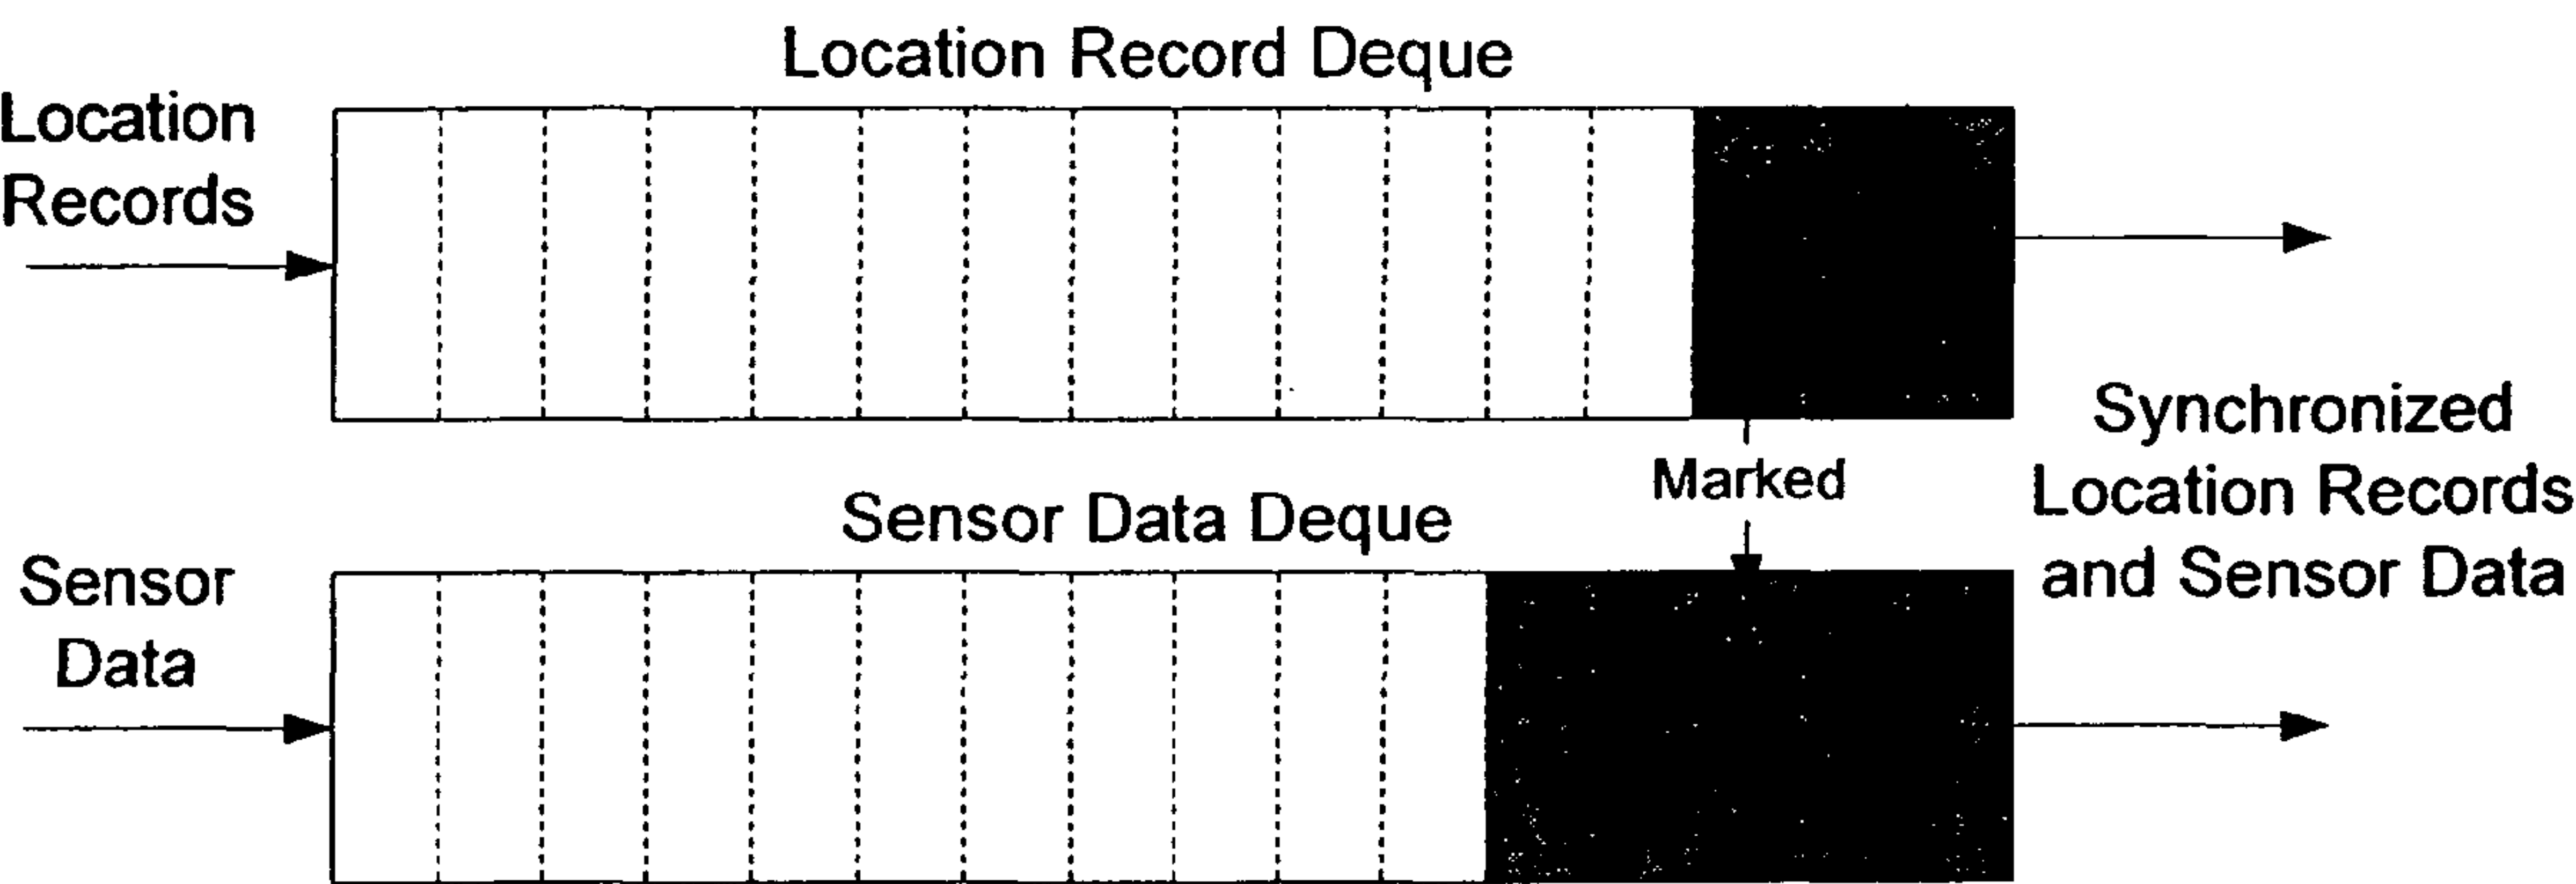 Location Record Deque
Location
Records
Marked
Sensor Data Deque
Sensor
Data
Synchronized
Location Records
and Sensor Data